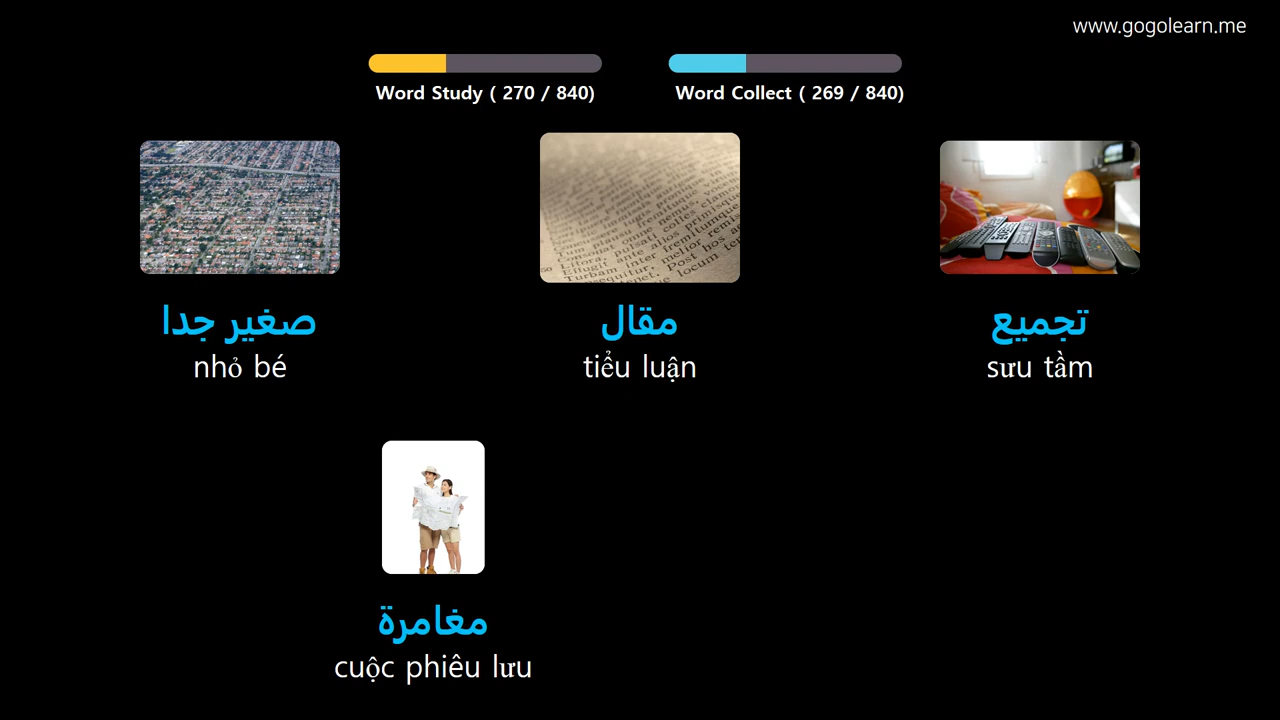 www.gogolearn.me
Word Study ( 270 / 840)
Word Collect ( 269 / 840)
صغير جدا
nhỏ bé
مقال
tiểu luận
تجميع
sưu tầm
مغامرة
cuộc phiêu lưu